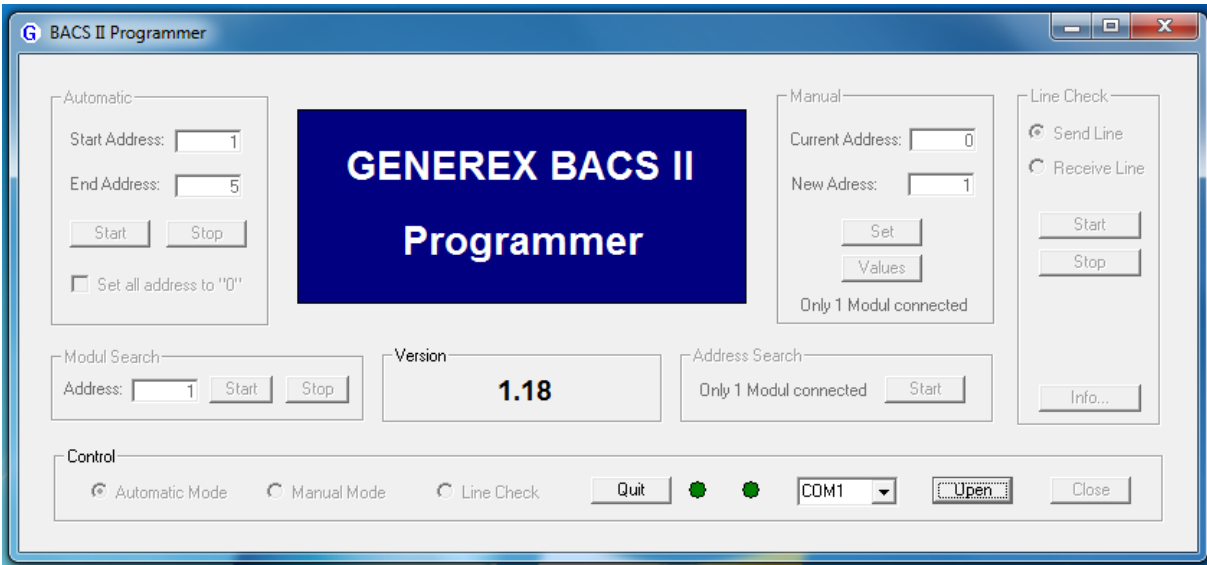 G BACS II Programmer
Automatic
Start Address: 1
End Address: 5
Start Stop
Set all address to "0"
GENEREX BACS II
Programmer
Manual
Current Address: 0
New Adress: 1
Set
Values
Only 1 Modul connected
Line Check
Send Line
Receive Line
Start
Stop
Info...
Modul Search
Address: 1 Start Stop
Version
1.18
Address Search
Only 1 Modul connected Start
Control
Automatic Mode Manual Mode Line Check Quit COM1 Open Close